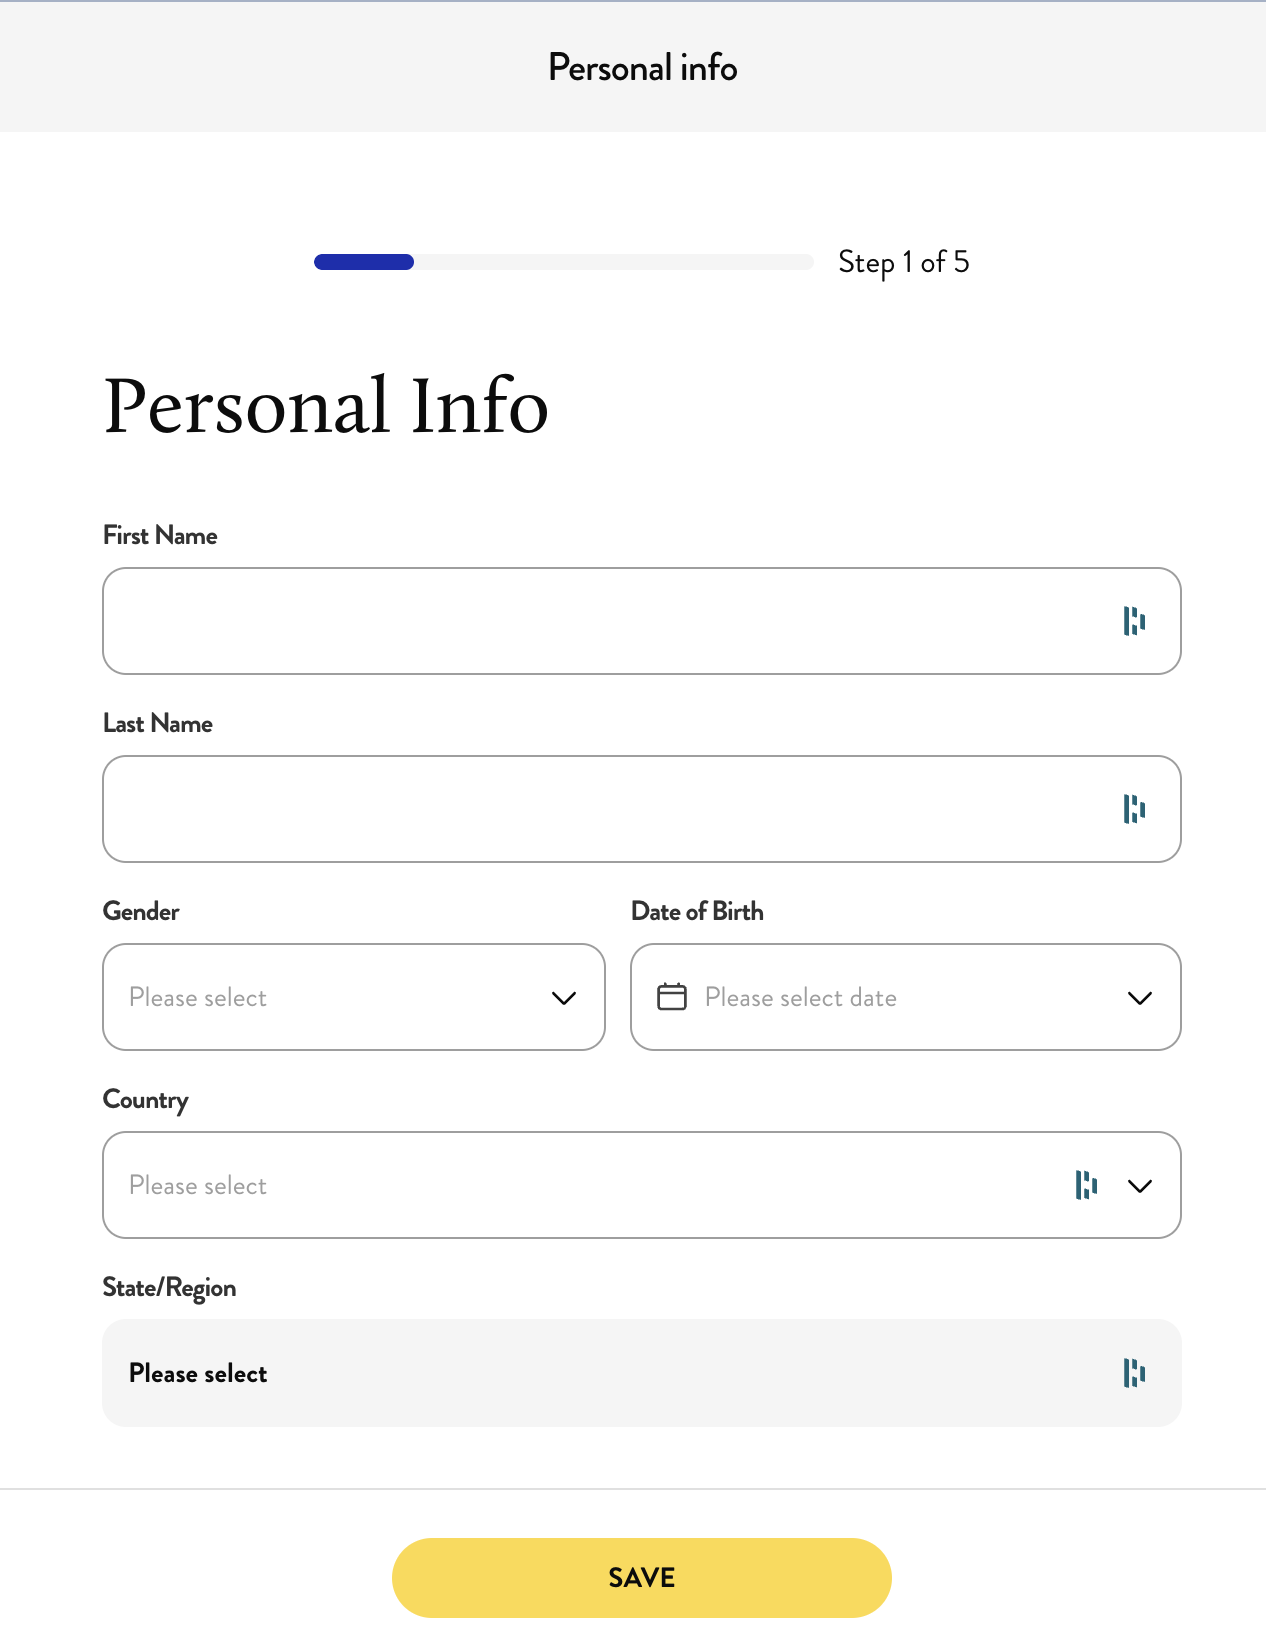 Personal info
Step 1 of 5
Personal Info
First Name
Last Name
Gender
Date of Birth
Please select
Please select date
Country
Please select
State/Region
Please select
SAVE